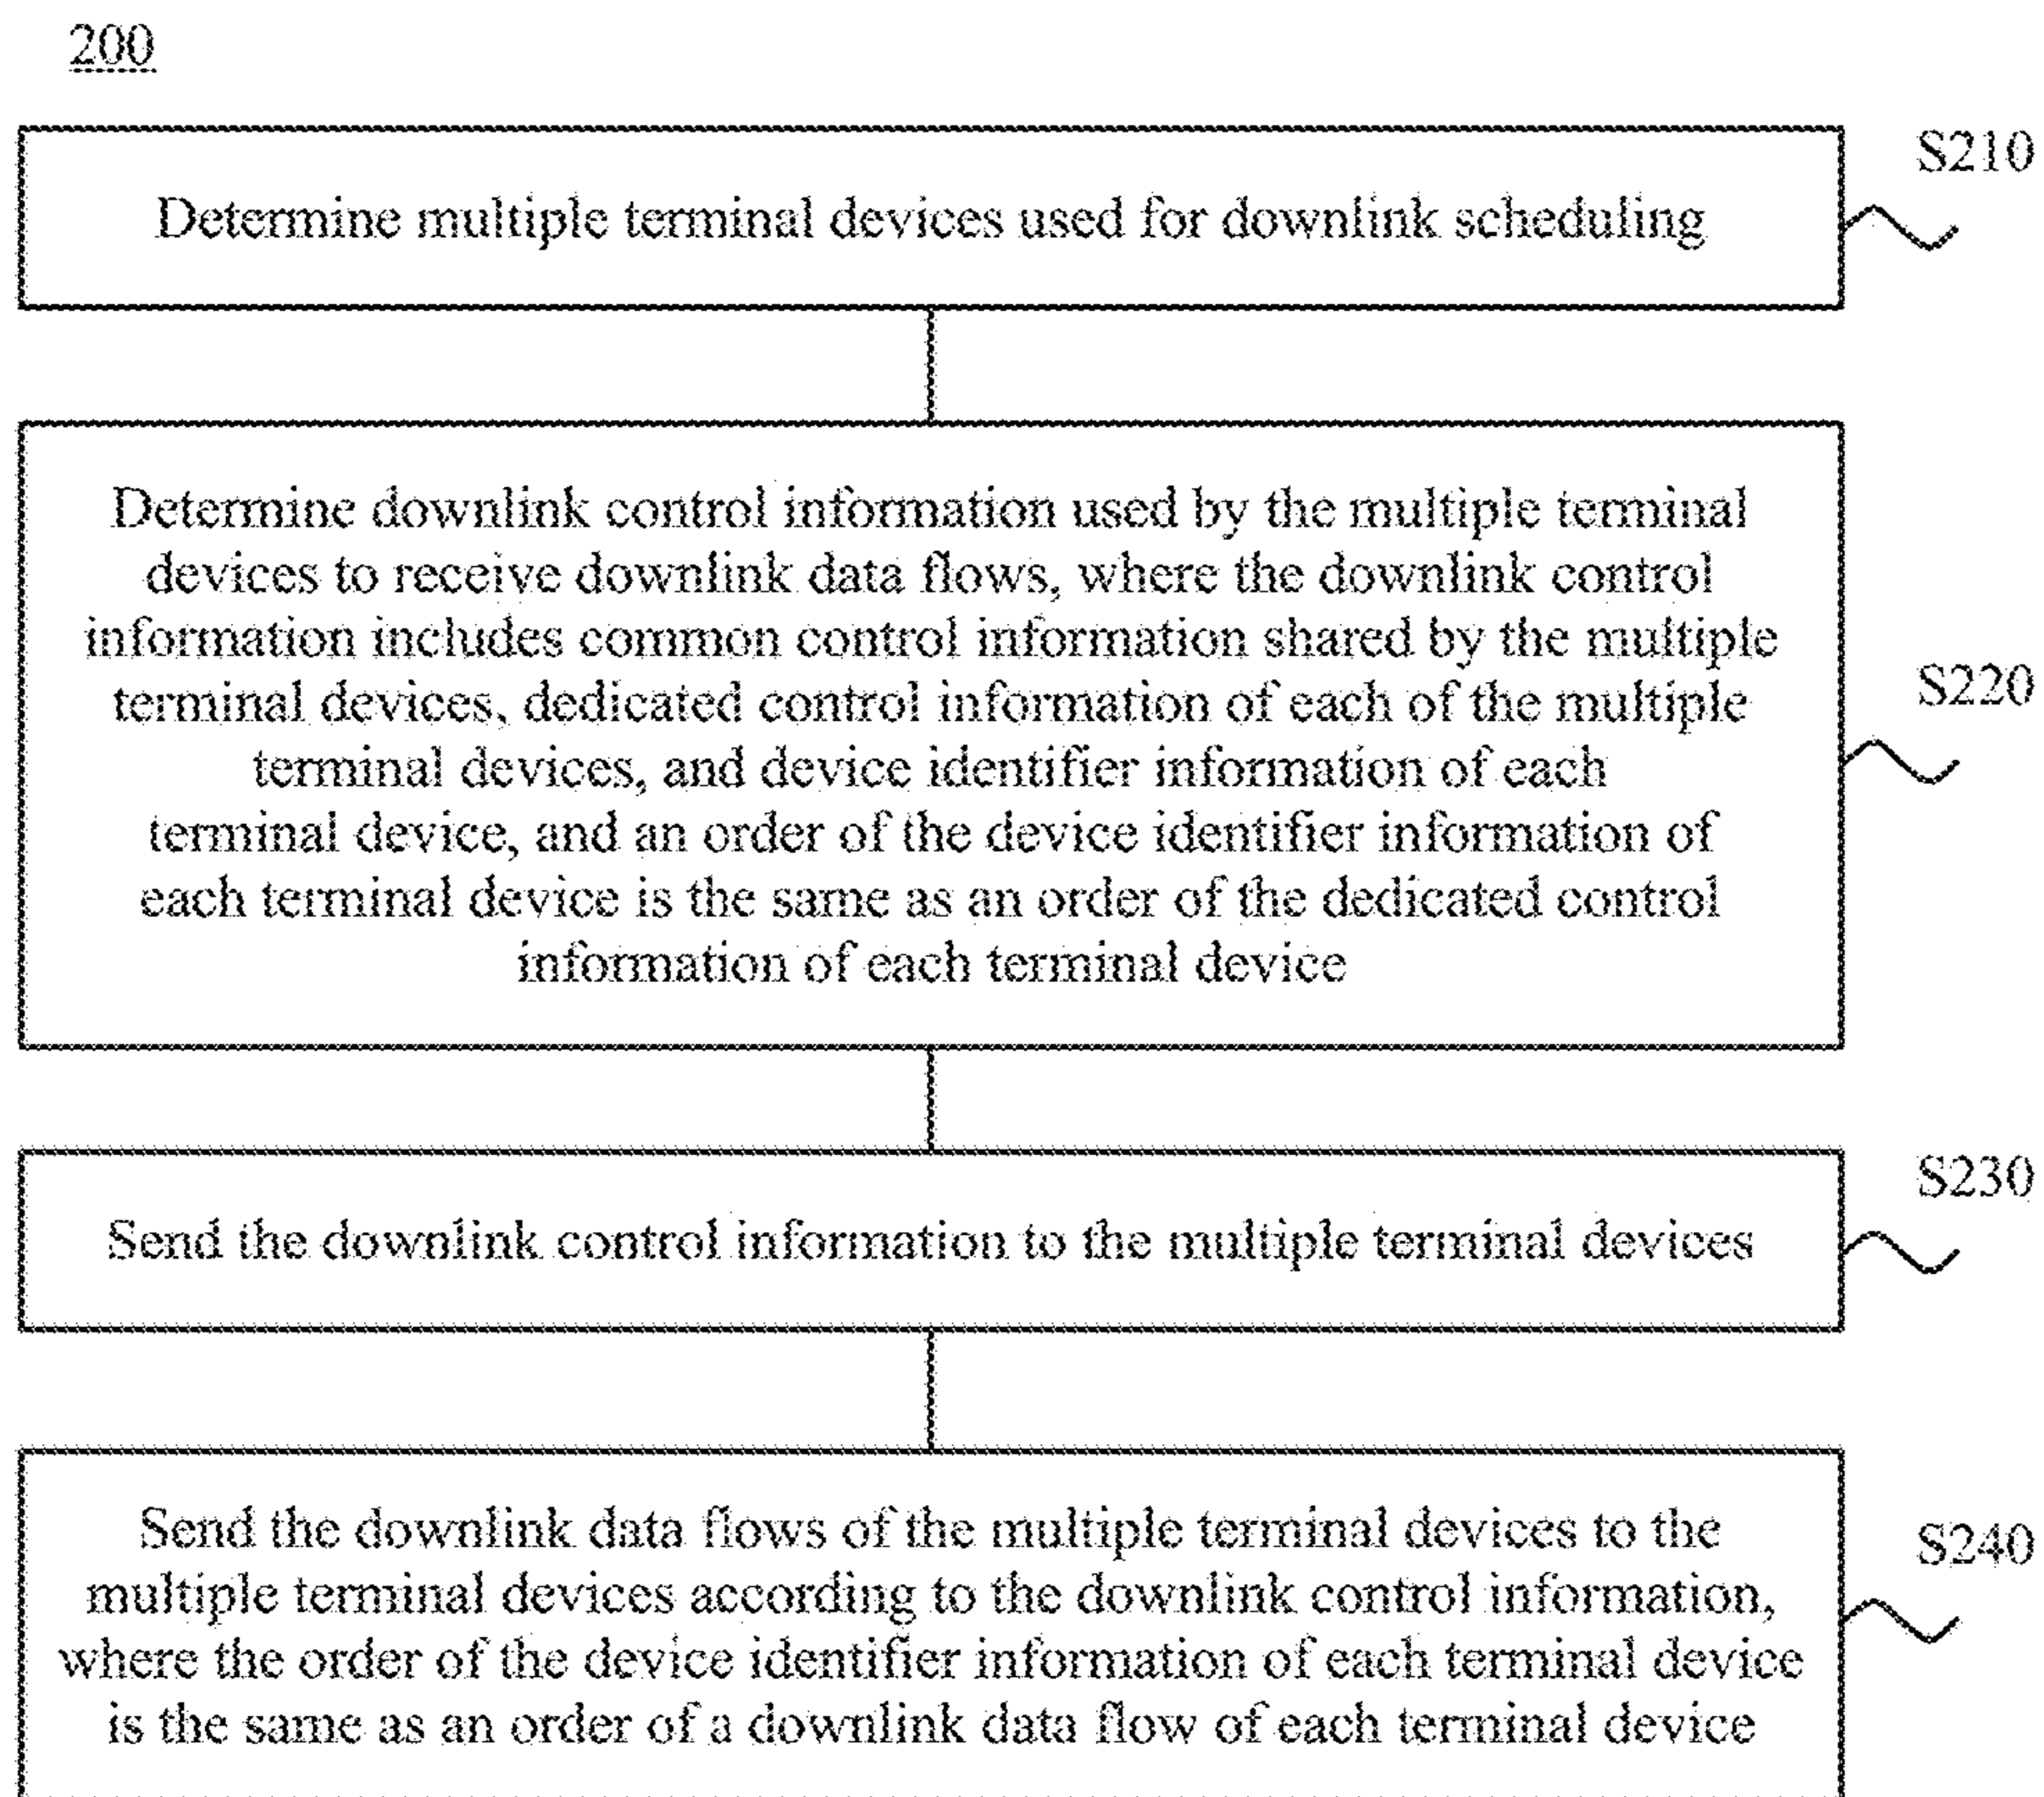 200
S210
Determine multiple terminal devices used for downlink scheduling
Determine downlink control information used by the multiple terminal
devices to receive downlink data flows, where the downlink control
information includes common control information shared by the multiple
terminal devices, dedicated control information of each of the multiple
terminal devices, and device identifier information of each
terminal device, and an order of the device identifier information of
each terminal device is the same as an order of the dedicated control
information of each terminal device
S220
S230
Send the downlink control information to the multiple terminal devices
S240
Send the downlink data flows of the multiple terminal devices to the
multiple terminal devices according to the downlink control information,
where the order of the device identifier information of each terminal device
is the same as an order of a downlink data flow of each terminal device